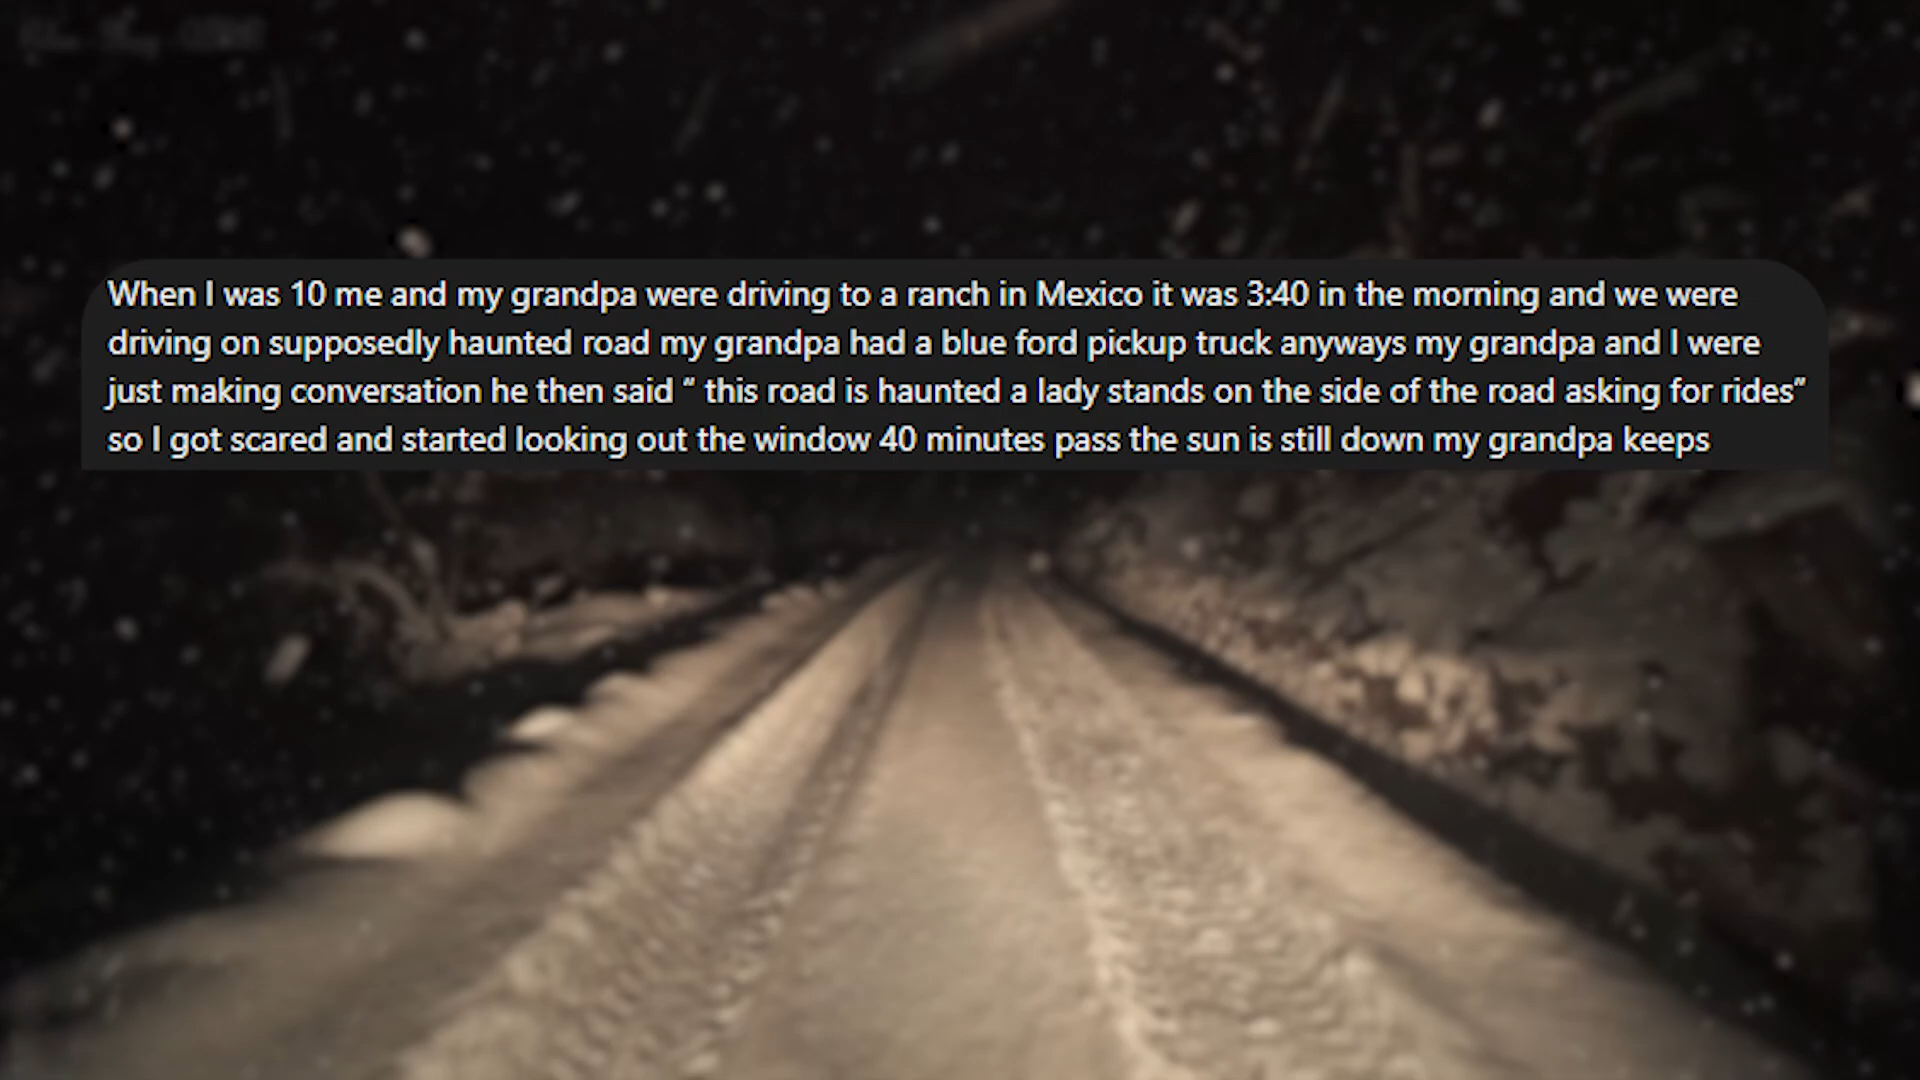 When I was 10 me and my grandpa were driving to a ranch in Mexico it was 3:40 in the morning and we were
driving on supposedly haunted road my grandpa had a blue ford pickup truck anyways my grandpa and I were
just making conversation he then said “ this road is haunted a lady stands on the side of the road asking for rides”
so I got scared and started looking out the window 40 minutes pass the sun is still down my grandpa keeps